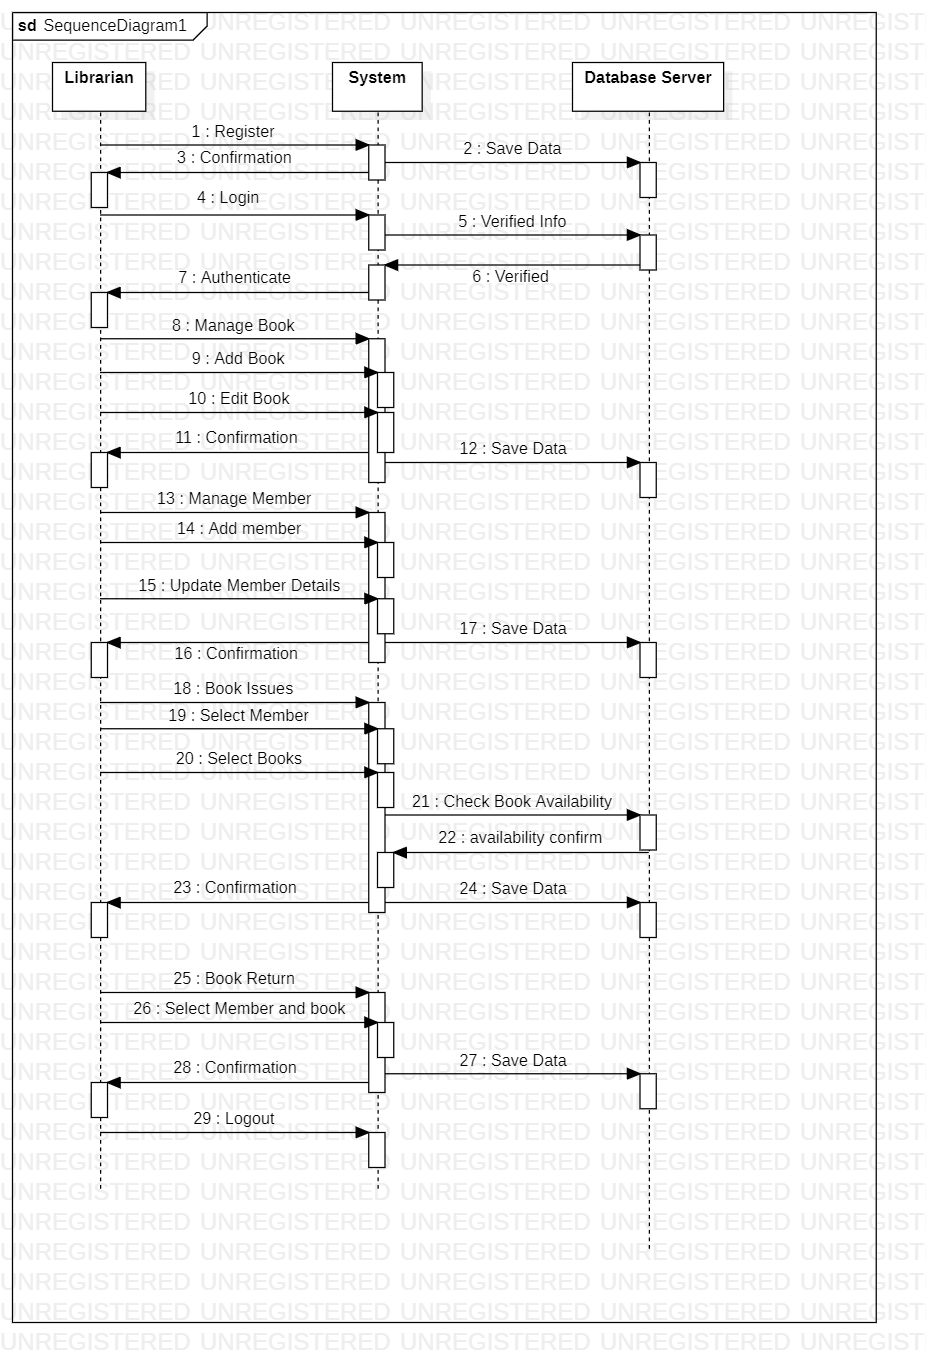 sd SequenceDiagram1
Librarian
System
Database Server
1 : Register
2 : Save Data
3 : Confirmation
4 : Login
5 : Verified Info
6 : Verified
7 : Authenticate
8 : Manage Book
9 : Add Book
10 : Edit Book
11 : Confirmation
12 : Save Data
13 : Manage Member
14 : Add member
15 : Update Member Details
17 : Save Data
16 : Confirmation
18 : Book Issues
19 : Select Member
20 : Select Books
21 : Check Book Availability
22 : availability confirm
23 : Confirmation
24 : Save Data
25 : Book Return
26 : Select Member and book
27 : Save Data
28 : Confirmation
29 : Logout
UNREGISTERED